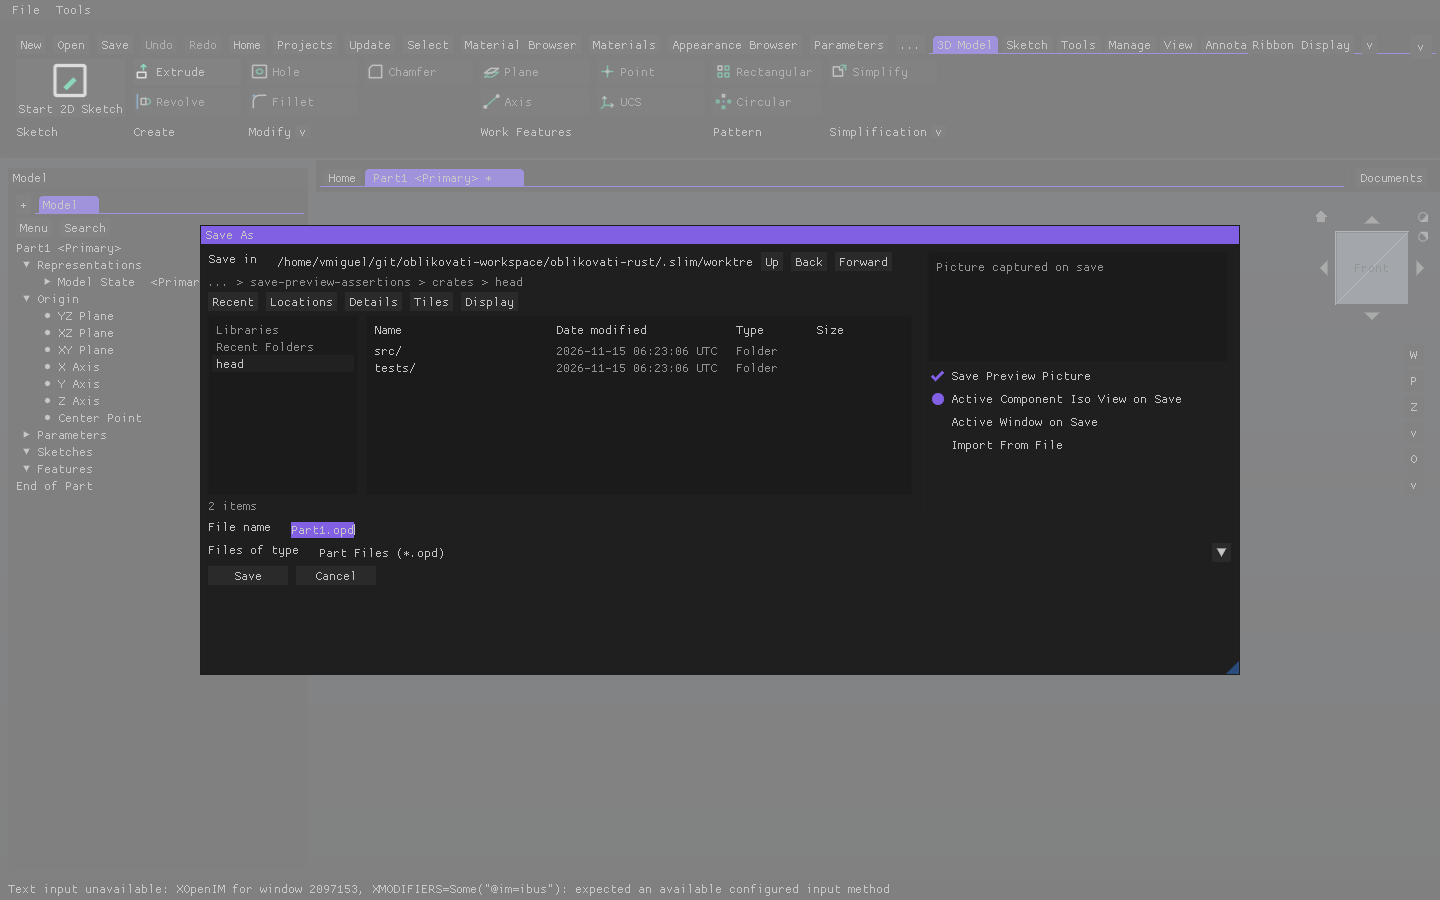 File Tools
New Open Save Undo Redo Home Projects Update Select Material Browser Materials Appearance Browser Parameters ... 3D Model Sketch Tools Manage View Annota Ribbon Display v v
Extrude Hole Chamfer Plane Point Rectangular Simplify
Revolve Fillet Axis UCS Circular
Start 2D Sketch
Sketch Create Modify v Work Features Pattern Simplification v
Model
Home Part1 <Primary> * Documents
+ Model
Menu Search
Part1 <Primary>
Representations
Model State <Primar
Origin
YZ Plane
XZ Plane
XY Plane
X Axis
Y Axis
Z Axis
Center Point
Parameters
Sketches
Features
End of Part
Save As
Save in /home/vmiguel/git/oblikovati-workspace/oblikovati-rust/.slim/worktre Up Back Forward
... > save-preview-assertions > crates > head
Recent Locations Details Tiles Display
Libraries
Recent Folders
head
Name Date modified Type Size
src/ 2026-11-15 06:23:06 UTC Folder
tests/ 2026-11-15 06:23:06 UTC Folder
Picture captured on save
Save Preview Picture
Active Component Iso View on Save
Active Window on Save
Import From File
2 items
File name Part1.opd
Files of type Part Files (*.opd)
Save Cancel
Front
W
P
Z
v
O
v
Text input unavailable: XOpenIM for window 2097153, XMODIFIERS=Some("@im=ibus"): expected an available configured input method